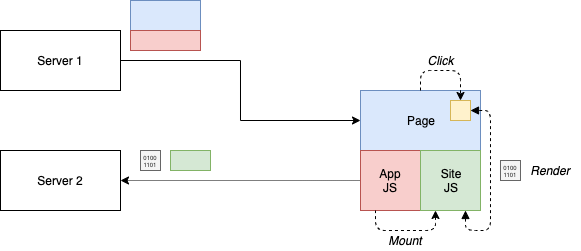 Server 1
Click
Page
0100
1101
Server 2
App
JS
Site
JS
0100
1101
Render
Mount